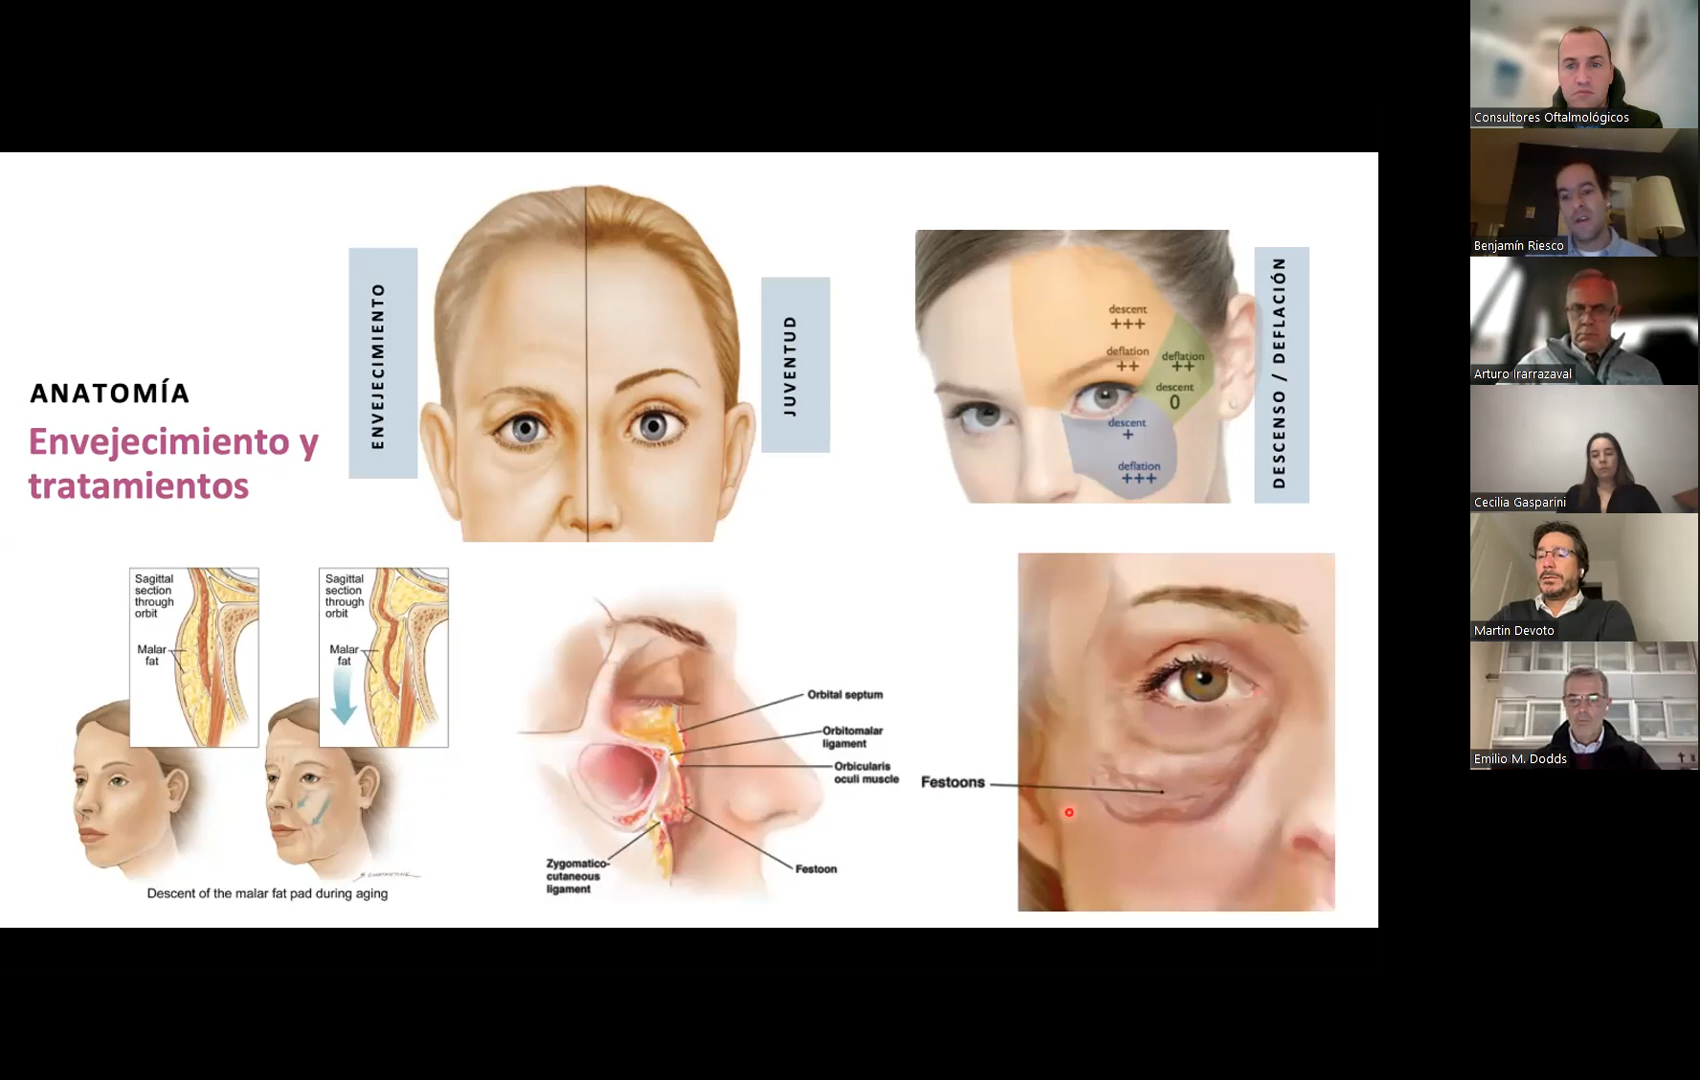 ANATOMÍA
Envejecimiento y
tratamientos
ENVEJECIMIENTO
JUVENTUD
descent
+++
deflation
++
deflation
++
descent
0
descent
+
deflation
+++
DESCENSO / DEFLACIÓN
Sagittal
section
through
orbit
Malar
fat
Sagittal
section
through
orbit
Malar
fat
Descent of the malar fat pad during aging
Orbital septum
Orbitomalar
ligament
Orbicularis
oculi muscle
Zygomatico-
cutaneous
ligament
Festoon
Festoons
Consultores Oftalmológicos
Benjamín Riesco
Arturo Irarrazaval
Cecilia Gasparini
Martin Devoto
Emilio M. Dodds